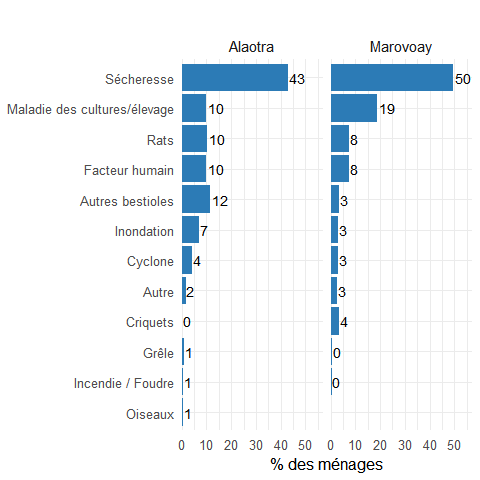 Alaotra Marovoay
Sécheresse 43 50
Maladie des cultures/élevage 10 19
Rats 10 8
Facteur humain 10 8
Autres bestioles 12 3
Inondation 7 3
Cyclone 4 3
Autre 2 3
Criquets 0 4
Grêle 1 0
Incendie / Foudre 1 0
Oiseaux 1
0 10 20 30 40 50 0 10 20 30 40 50
% des ménages